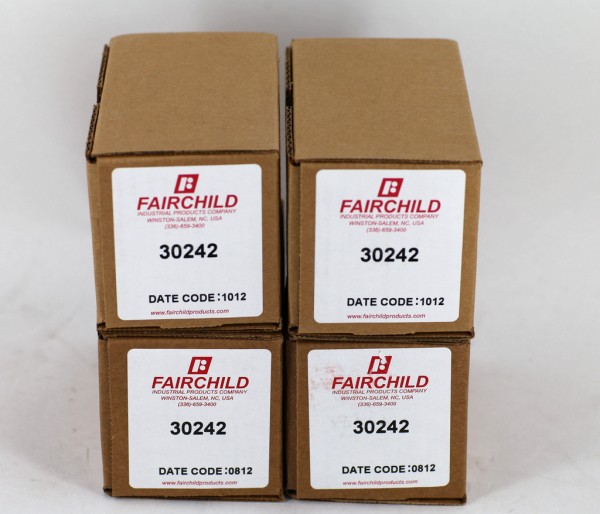 FAIRCHILD
INDUSTRIAL PRODUCTS COMPANY
WINSTON-SALEM, NC, USA
(336)-659-3400
30242
DATE CODE:1012
www.fairchildproducts.com
FAIRCHILD
INDUSTRIAL PRODUCTS COMPANY
WINSTON-SALEM, NC, USA
(336)-659-3400
30242
DATE CODE:1012
www.fairchildproducts.com
FAIRCHILD
INDUSTRIAL PRODUCTS COMPANY
WINSTON-SALEM, NC, USA
(336)-659-3400
30242
DATE CODE:0812
www.fairchildproducts.com
FAIRCHILD
INDUSTRIAL PRODUCTS COMPANY
WINSTON-SALEM, NC, USA
(336)-659-3400
30242
DATE CODE:0812
www.fairchildproducts.com